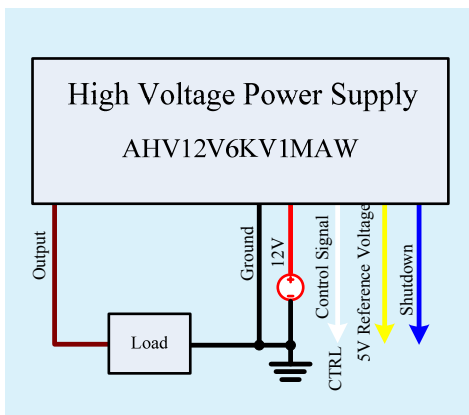 High Voltage Power Supply
AHV12V6KV1MAW
Output
Ground
12V
Control Signal
5V Reference Voltage
Shutdown
Load
CTRL